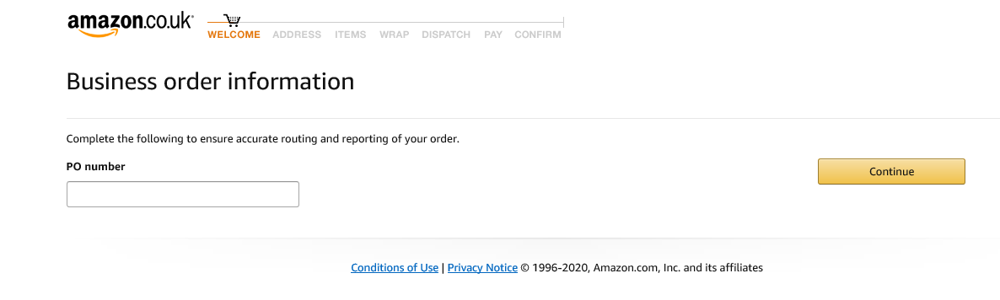 amazon.co.uk
WELCOME ADDRESS ITEMS WRAP DISPATCH PAY CONFIRM
Business order information
Complete the following to ensure accurate routing and reporting of your order.
PO number
Continue
Conditions of Use | Privacy Notice © 1996-2020, Amazon.com, Inc. and its affiliates